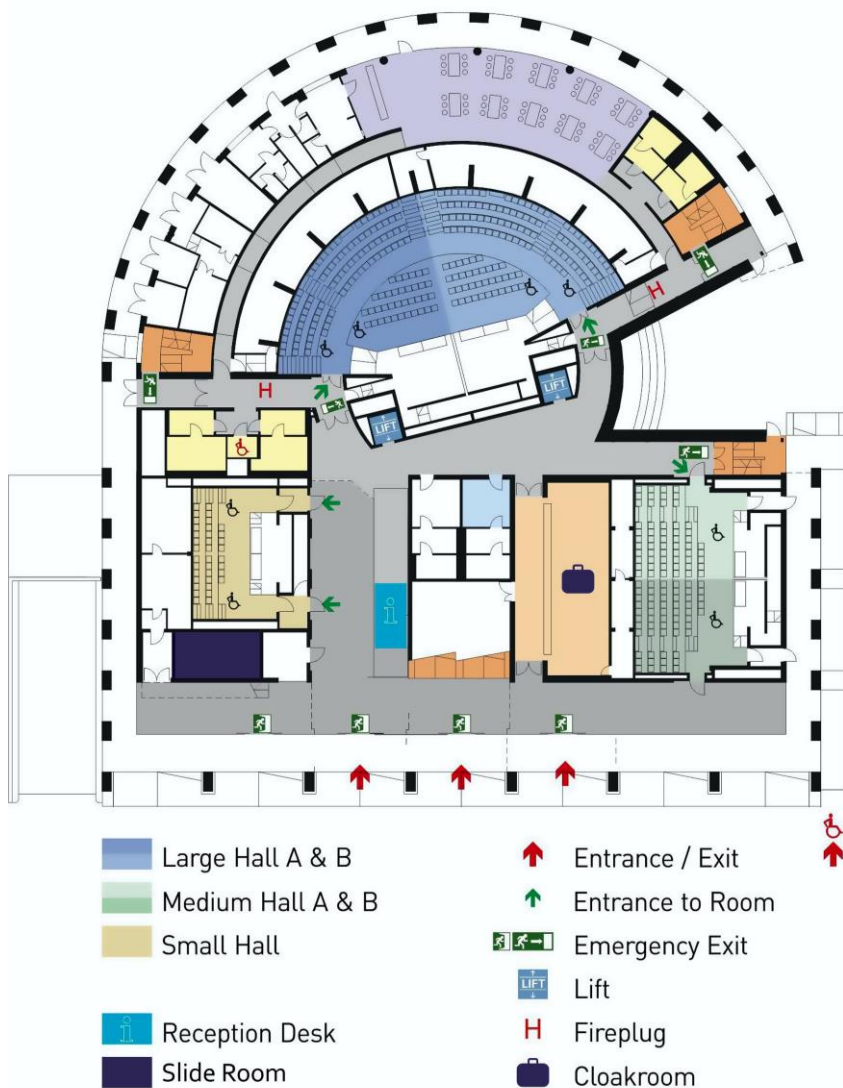 H
LIFT
H
LIFT
i
Large Hall A & B
Medium Hall A & B
Small Hall
i Reception Desk
Slide Room
Entrance / Exit
Entrance to Room
Emergency Exit
LIFT Lift
H Fireplug
Cloakroom